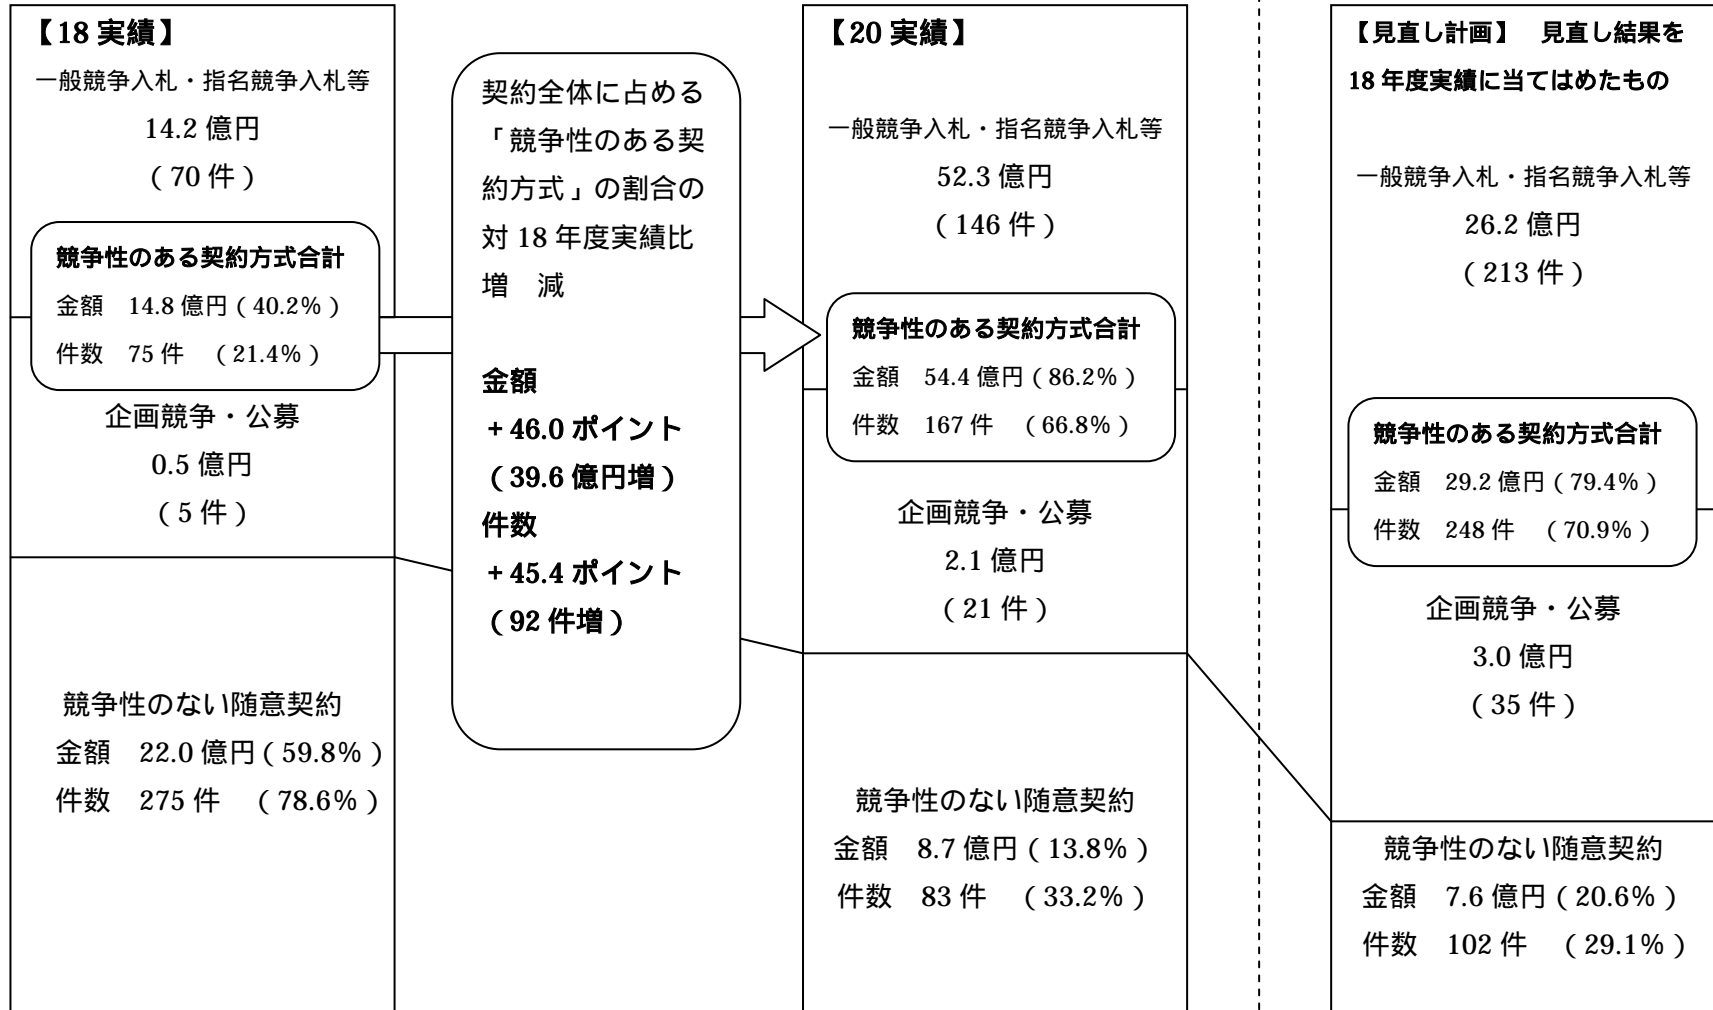 【18 実績】
一般競争入札・指名競争入札等
14.2 億円
（70 件）
競争性のある契約方式合計
金額　14.8 億円（40.2%）
件数　75 件　（21.4%）
企画競争・公募
0.5 億円
（5 件）
競争性のない随意契約
金額　22.0 億円（59.8%）
件数　275 件　（78.6%）
契約全体に占める
「競争性のある契
約方式」の割合の
対 18 年度実績比
増　減
金額
+46.0 ポイント
（39.6 億円増）
件数
+45.4 ポイント
（92 件増）
【20 実績】
一般競争入札・指名競争入札等
52.3 億円
（146 件）
競争性のある契約方式合計
金額　54.4 億円（86.2%）
件数　167 件　（66.8%）
企画競争・公募
2.1 億円
（21 件）
競争性のない随意契約
金額　8.7 億円（13.8%）
件数　83 件　（33.2%）
【見直し計画】　見直し結果を
18 年度実績に当てはめたもの
一般競争入札・指名競争入札等
26.2 億円
（213 件）
競争性のある契約方式合計
金額　29.2 億円（79.4%）
件数　248 件　（70.9%）
企画競争・公募
3.0 億円
（35 件）
競争性のない随意契約
金額　7.6 億円（20.6%）
件数　102 件　（29.1%）